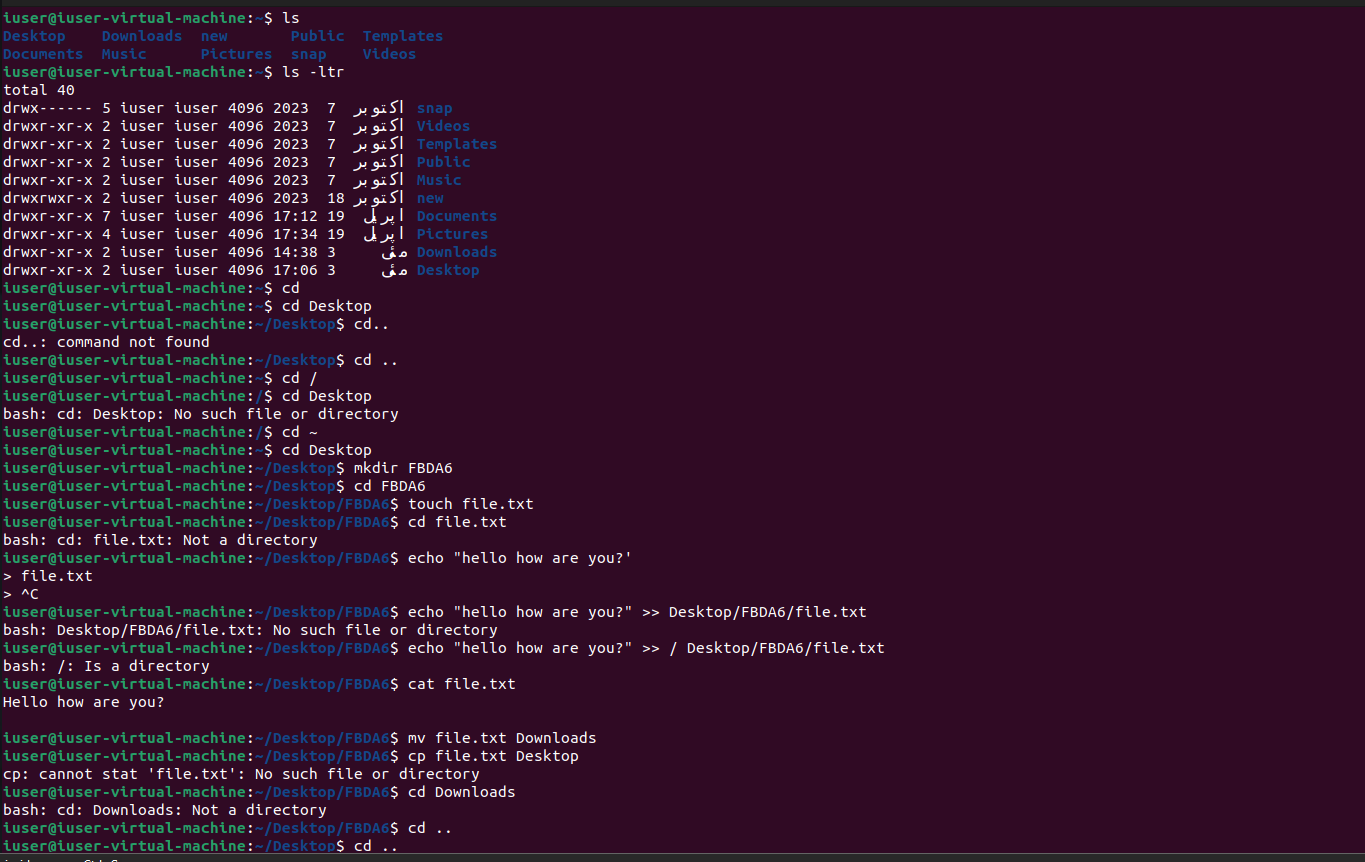 iuser@iuser-virtual-machine:~$ ls
Desktop    Downloads  new       Public  Templates
Documents  Music      Pictures  snap    Videos
iuser@iuser-virtual-machine:~$ ls -ltr
total 40
drwx------ 5 iuser iuser 4096 2023  7  اکتوبر snap
drwxr-xr-x 2 iuser iuser 4096 2023  7  اکتوبر Videos
drwxr-xr-x 2 iuser iuser 4096 2023  7  اکتوبر Templates
drwxr-xr-x 2 iuser iuser 4096 2023  7  اکتوبر Public
drwxr-xr-x 2 iuser iuser 4096 2023  7  اکتوبر Music
drwxrwxr-x 2 iuser iuser 4096 2023  18 اکتوبر new
drwxr-xr-x 7 iuser iuser 4096 17:12 19  اپریل Documents
drwxr-xr-x 4 iuser iuser 4096 17:34 19  اپریل Pictures
drwxr-xr-x 2 iuser iuser 4096 14:38 3     مئی Downloads
drwxr-xr-x 2 iuser iuser 4096 17:06 3     مئی Desktop
iuser@iuser-virtual-machine:~$ cd
iuser@iuser-virtual-machine:~$ cd Desktop
iuser@iuser-virtual-machine:~/Desktop$ cd..
cd..: command not found
iuser@iuser-virtual-machine:~/Desktop$ cd ..
iuser@iuser-virtual-machine:~$ cd /
iuser@iuser-virtual-machine:/$ cd Desktop
bash: cd: Desktop: No such file or directory
iuser@iuser-virtual-machine:/$ cd ~
iuser@iuser-virtual-machine:~$ cd Desktop
iuser@iuser-virtual-machine:~/Desktop$ mkdir FBDA6
iuser@iuser-virtual-machine:~/Desktop$ cd FBDA6
iuser@iuser-virtual-machine:~/Desktop/FBDA6$ touch file.txt
iuser@iuser-virtual-machine:~/Desktop/FBDA6$ cd file.txt
bash: cd: file.txt: Not a directory
iuser@iuser-virtual-machine:~/Desktop/FBDA6$ echo "hello how are you?'
> file.txt
> ^C
iuser@iuser-virtual-machine:~/Desktop/FBDA6$ echo "hello how are you?" >> Desktop/FBDA6/file.txt
bash: Desktop/FBDA6/file.txt: No such file or directory
iuser@iuser-virtual-machine:~/Desktop/FBDA6$ echo "hello how are you?" >> / Desktop/FBDA6/file.txt
bash: /: Is a directory
iuser@iuser-virtual-machine:~/Desktop/FBDA6$ cat file.txt
Hello how are you?
iuser@iuser-virtual-machine:~/Desktop/FBDA6$ mv file.txt Downloads
iuser@iuser-virtual-machine:~/Desktop/FBDA6$ cp file.txt Desktop
cp: cannot stat 'file.txt': No such file or directory
iuser@iuser-virtual-machine:~/Desktop/FBDA6$ cd Downloads
bash: cd: Downloads: Not a directory
iuser@iuser-virtual-machine:~/Desktop/FBDA6$ cd ..
iuser@iuser-virtual-machine:~/Desktop$ cd ..